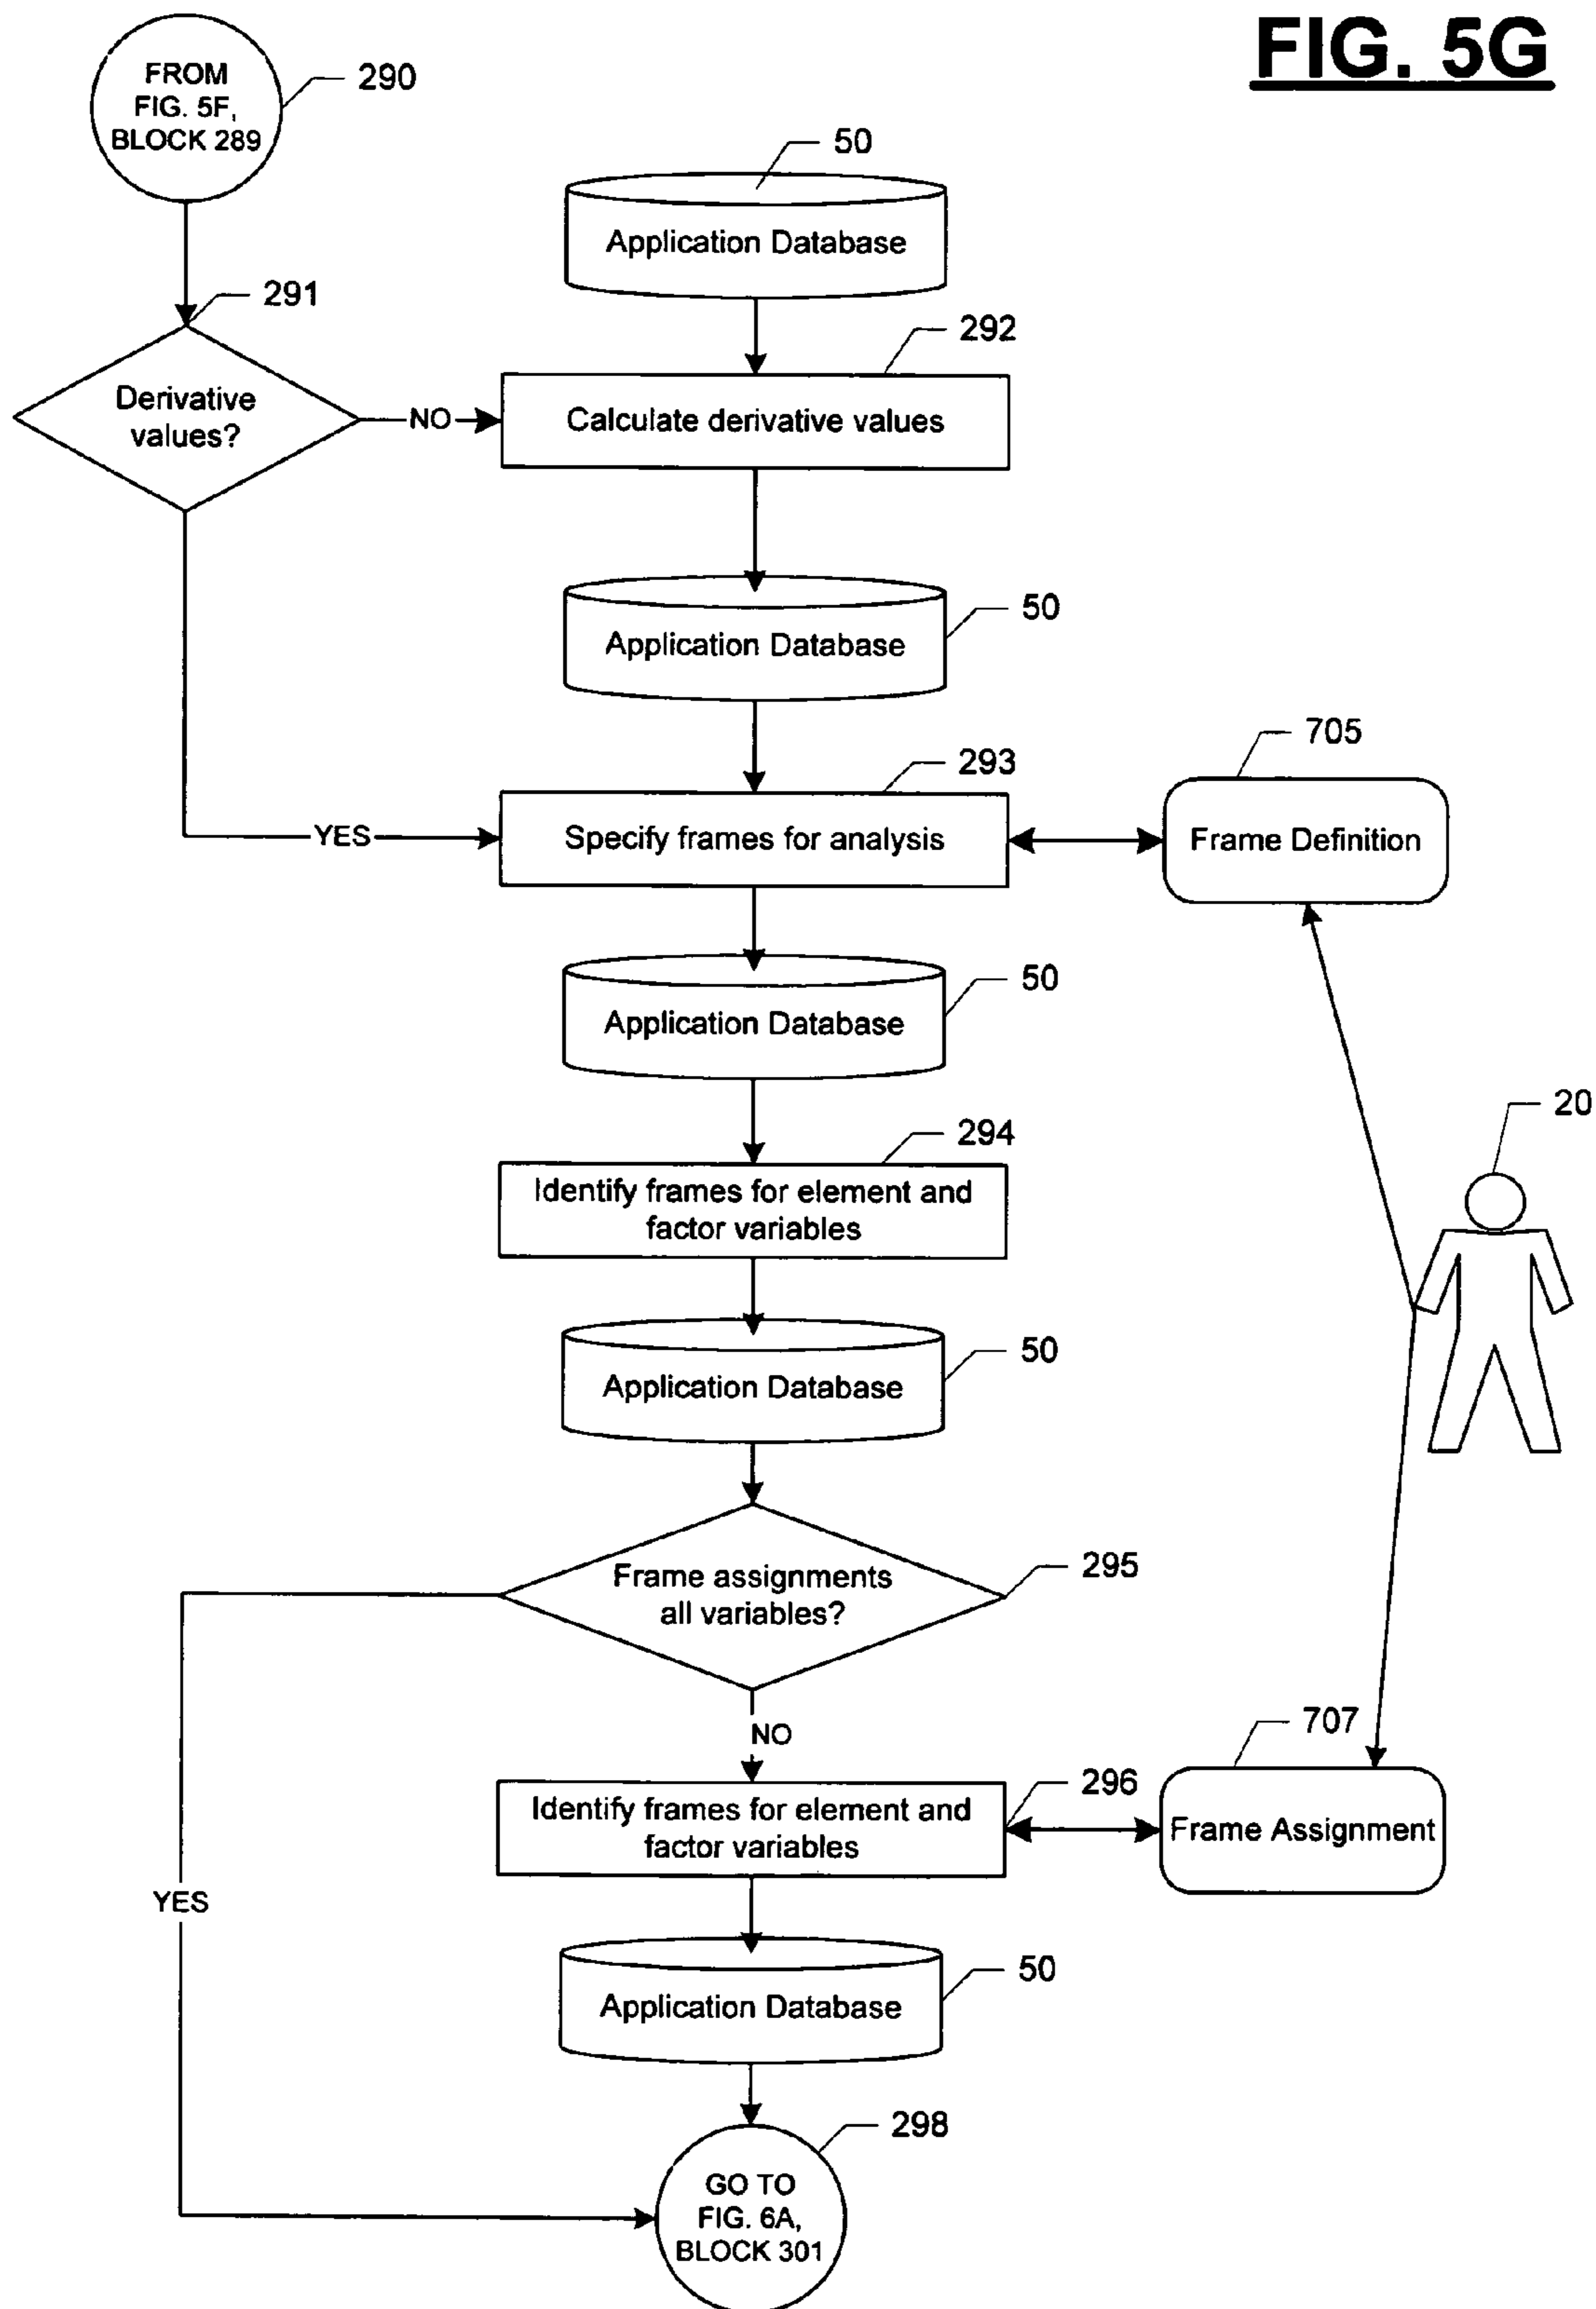 FIG. 5G
FROM
FIG. 5F,
BLOCK 289
290
50
Application Database
291
292
Derivative
values?
NO
Calculate derivative values
50
Application Database
705
293
YES
Specify frames for analysis
Frame Definition
50
Application Database
20
294
Identify frames for element and
factor variables
50
Application Database
295
Frame assignments
all variables?
NO
707
296
Identify frames for element and
factor variables
Frame Assignment
YES
50
Application Database
298
GO TO
FIG. 6A,
BLOCK 301